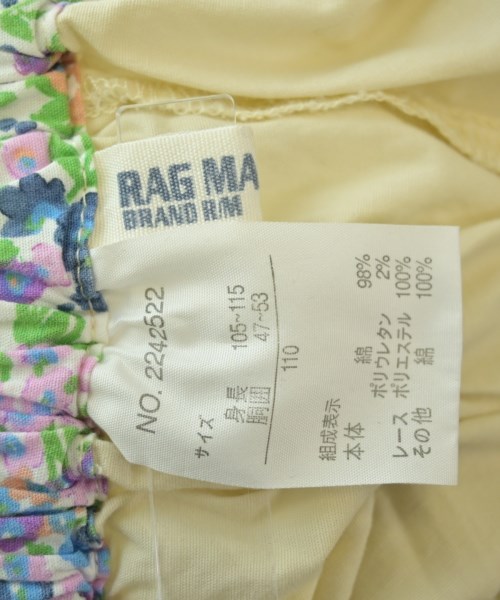 RAG MA
BRAND R/M
NO. 2242522
サイズ
身長 105~115
胴囲 47~53
110
組成表示
本体 綿 98%
ポリウレタン 2%
レース ポリエステル 100%
その他 綿 100%